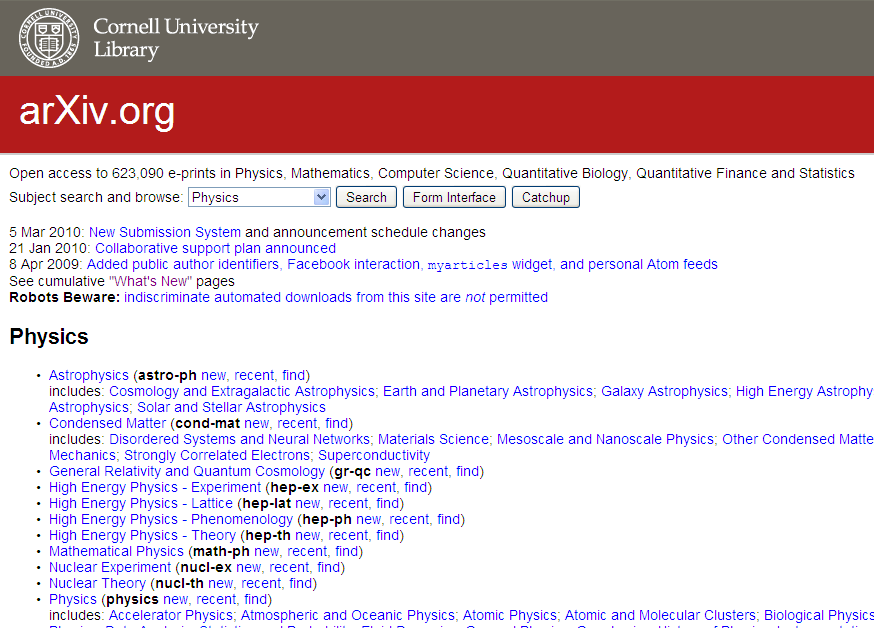 Cornell University
Library
arXiv.org
Open access to 623,090 e-prints in Physics, Mathematics, Computer Science, Quantitative Biology, Quantitative Finance and Statistics
Subject search and browse: Physics Search Form Interface Catchup
5 Mar 2010: New Submission System and announcement schedule changes
21 Jan 2010: Collaborative support plan announced
8 Apr 2009: Added public author identifiers, Facebook interaction, myarticles widget, and personal Atom feeds
See cumulative "What's New" pages
Robots Beware: indiscriminate automated downloads from this site are not permitted
Physics
• Astrophysics (astro-ph new, recent, find)
includes: Cosmology and Extragalactic Astrophysics; Earth and Planetary Astrophysics; Galaxy Astrophysics; High Energy Astrophy
Astrophysics; Solar and Stellar Astrophysics
• Condensed Matter (cond-mat new, recent, find)
includes: Disordered Systems and Neural Networks; Materials Science; Mesoscale and Nanoscale Physics; Other Condensed Matte
Mechanics; Strongly Correlated Electrons; Superconductivity
• General Relativity and Quantum Cosmology (gr-qc new, recent, find)
• High Energy Physics - Experiment (hep-ex new, recent, find)
• High Energy Physics - Lattice (hep-lat new, recent, find)
• High Energy Physics - Phenomenology (hep-ph new, recent, find)
• High Energy Physics - Theory (hep-th new, recent, find)
• Mathematical Physics (math-ph new, recent, find)
• Nuclear Experiment (nucl-ex new, recent, find)
• Nuclear Theory (nucl-th new, recent, find)
• Physics (physics new, recent, find)
includes: Accelerator Physics; Atmospheric and Oceanic Physics; Atomic Physics; Atomic and Molecular Clusters; Biological Physics